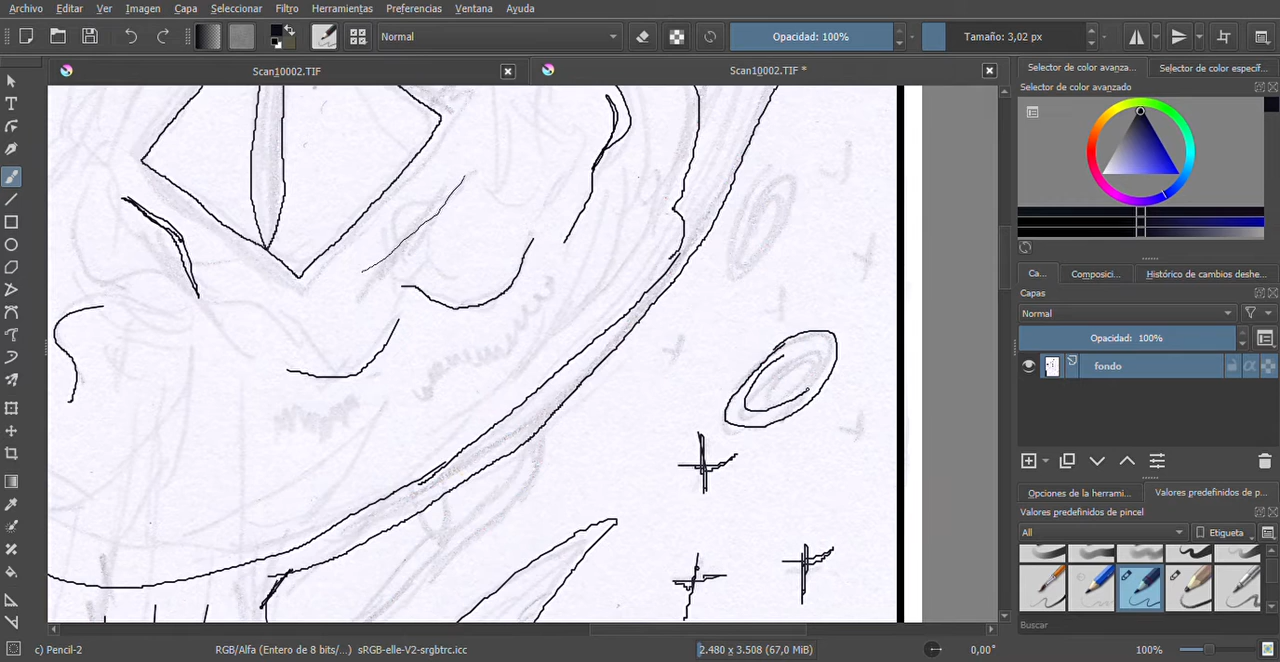 Archivo Editar Ver Imagen Capa Seleccionar Filtro Herramientas Preferencias Ventana Ayuda
Normal Opacidad: 100% Tamaño: 3,02 px
Scan10002.TIF Scan10002.TIF *
Selector de color avanza... Selector de color específ...
Selector de color avanzado
Ca... Composici... Histórico de cambios deshe...
Capas
Normal
Opacidad: 100%
fondo
Opciones de la herrami... Valores predefinidos de p...
Valores predefinidos de pincel
All Etiqueta
Buscar
c) Pencil-2 RGB/Alfa (Entero de 8 bits/...) sRGB-elle-V2-srgbtrc.icc 2.480 x 3.508 (67,0 MiB) 0,00° 100%